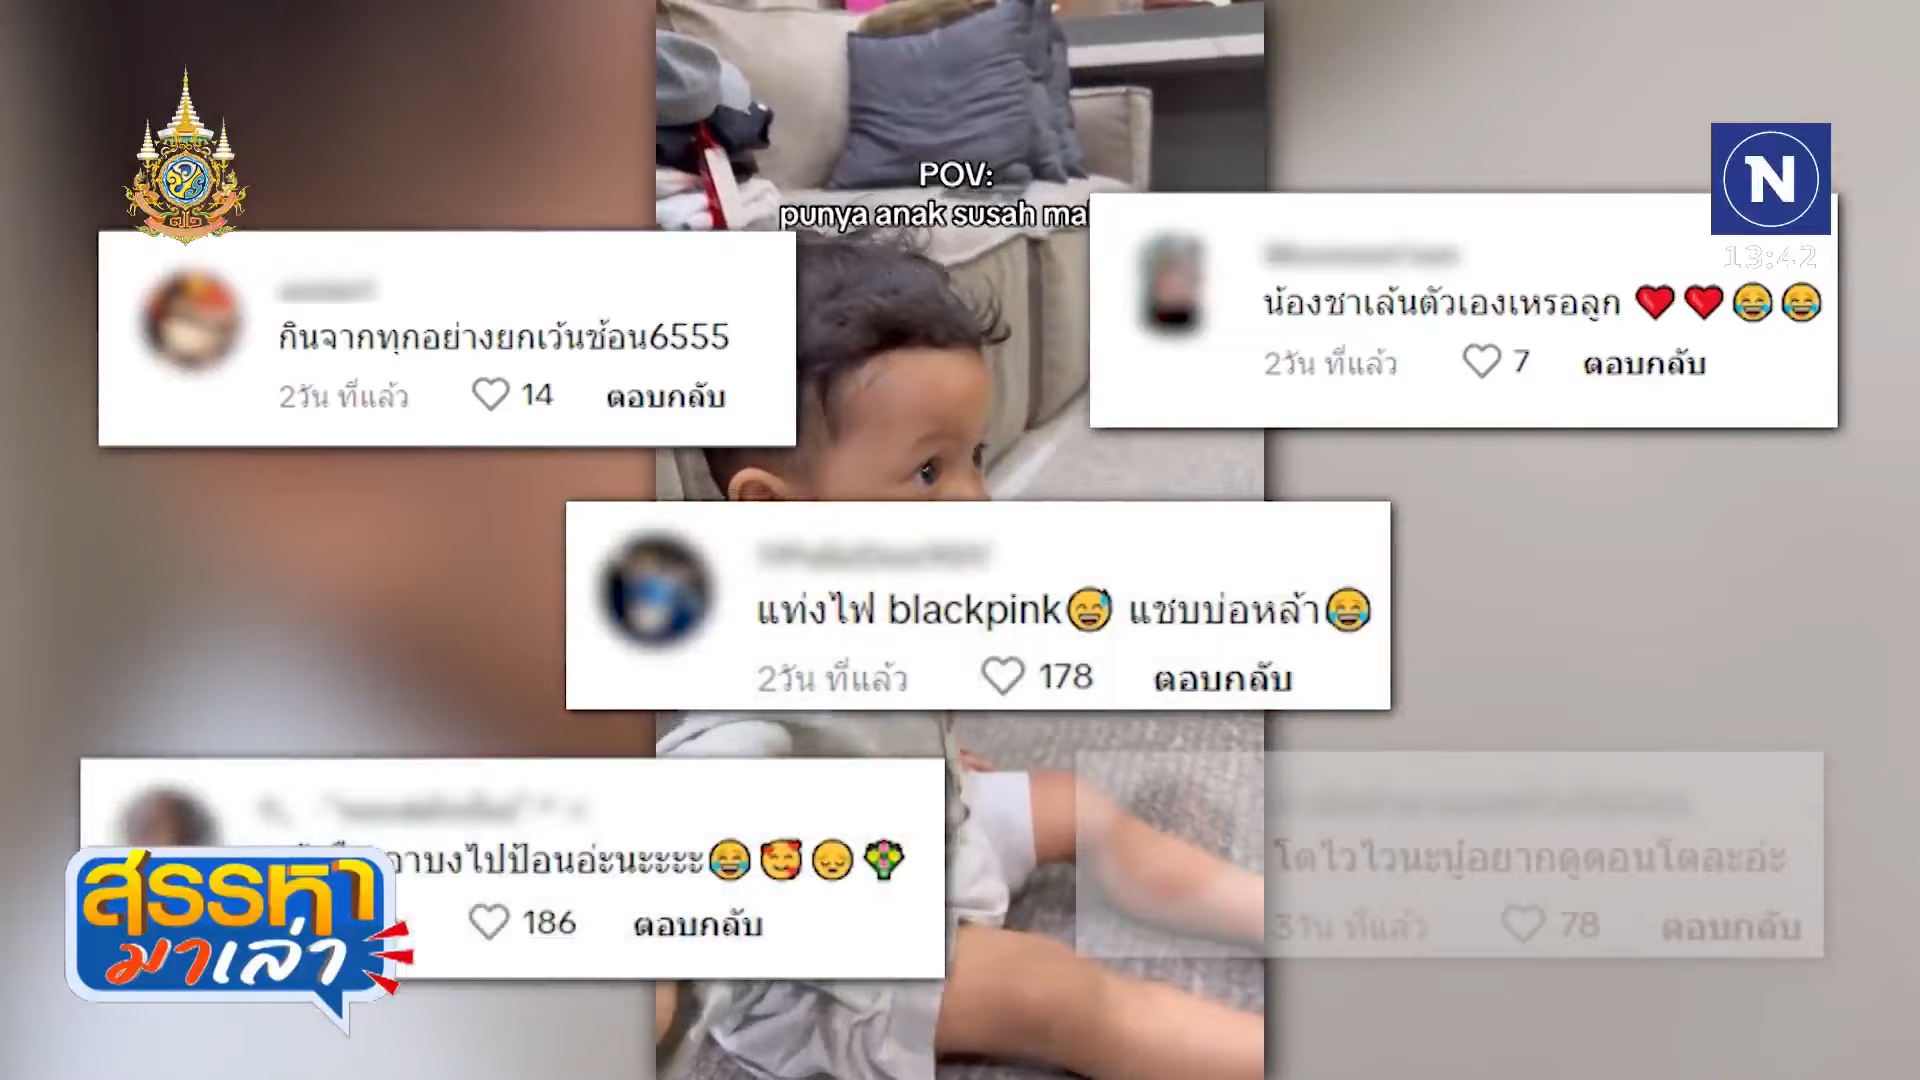 N
13:42
POV:
punya anak susah
กินจากทุกอย่างยกเว้นช้อน6555
2วัน ที่แล้ว 14 ตอบกลับ
น้องชาเล้นตัวเองเหรอลูก ❤️❤️😂😂
2วัน ที่แล้ว 7 ตอบกลับ
แท่งไฟ blackpink😅 แซบบ่อหล้า😂
2วัน ที่แล้ว 178 ตอบกลับ
ไปป้อนอ่ะนะะะะ😂🥰😔💐
186 ตอบกลับ
โตไวไวนะนู่อยากดูตอนโตละอ่ะ
3วัน ที่แล้ว 78 ตอบกลับ
สรรหา
มาเล่า